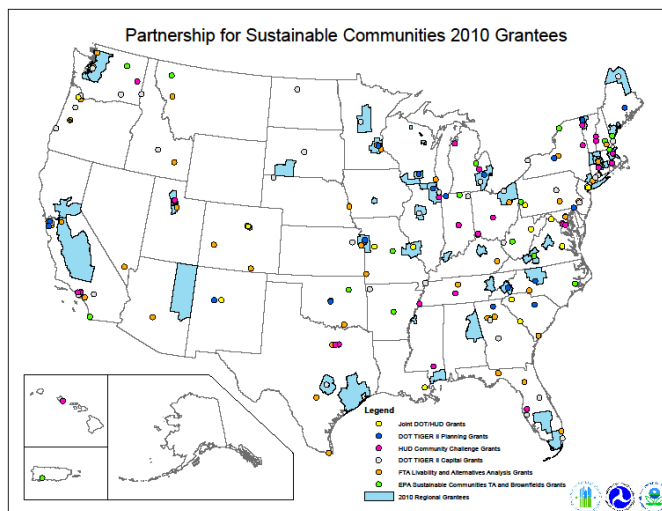 Partnership for Sustainable Communities 2010 Grantees
Legend
Joint DOT/HUD Grants
DOT TIGER II Planning Grants
HUD Community Challenge Grants
DOT TIGER II Capital Grants
FTA Livability and Alternatives Analysis Grants
EPA Sustainable Communities TA and Brownfields Grants
2010 Regional Grantees